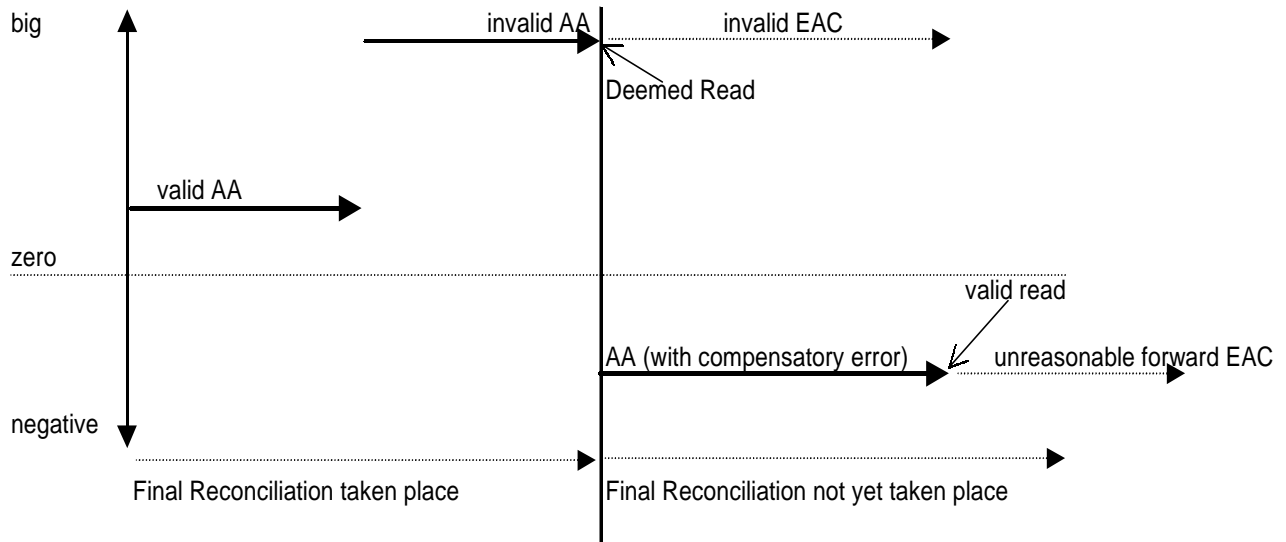 big
invalid AA
invalid EAC
Deemed Read
valid AA
zero
valid read
AA (with compensatory error)
unreasonable forward EAC
negative
Final Reconciliation taken place
Final Reconciliation not yet taken place